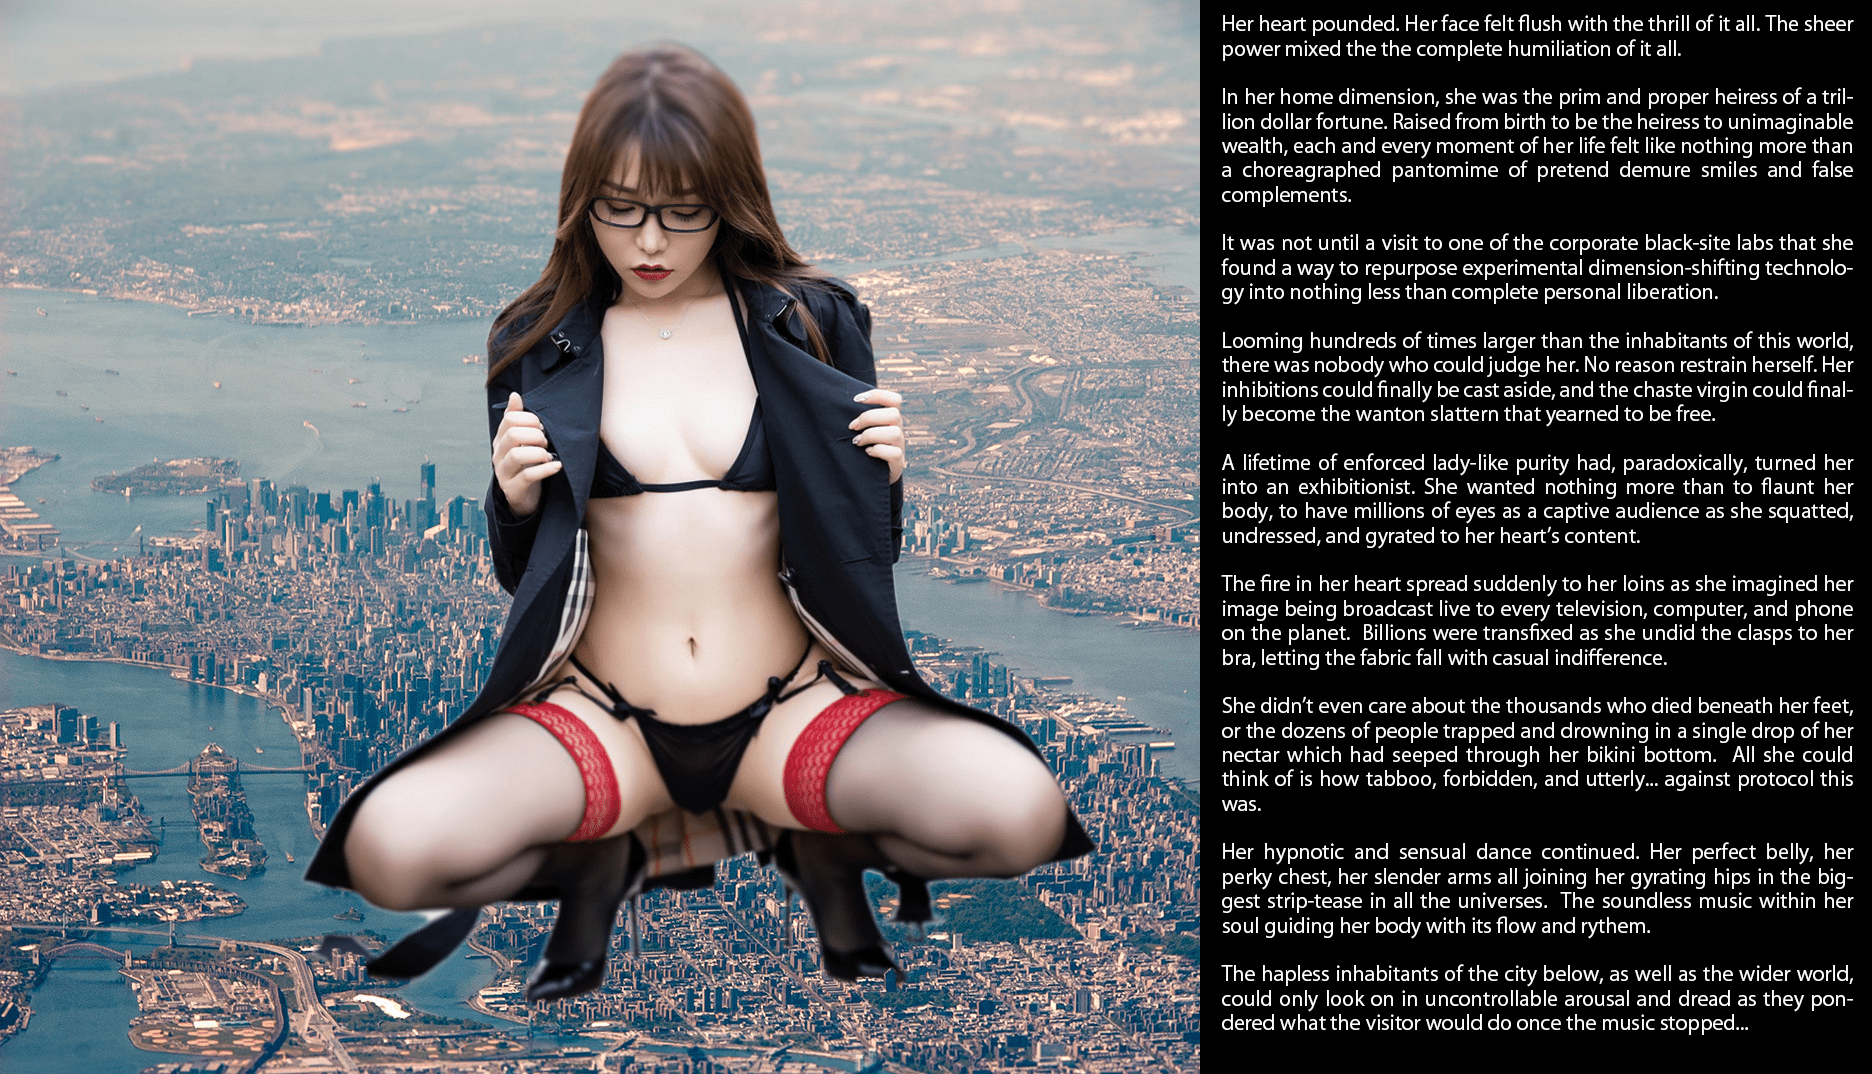 Her heart pounded. Her face felt flush with the thrill of it all. The sheer
power mixed the the complete humiliation of it all.
In her home dimension, she was the prim and proper heiress of a tril-
lion dollar fortune. Raised from birth to be the heiress to unimaginable
wealth, each and every moment of her life felt like nothing more than
a choreagraphed pantomime of pretend demure smiles and false
complements.
It was not until a visit to one of the corporate black-site labs that she
found a way to repurpose experimental dimension-shifting technolo-
gy into nothing less than complete personal liberation.
Looming hundreds of times larger than the inhabitants of this world,
there was nobody who could judge her. No reason restrain herself. Her
inhibitions could finally be cast aside, and the chaste virgin could final-
ly become the wanton slattern that yearned to be free.
A lifetime of enforced lady-like purity had, paradoxically, turned her
into an exhibitionist. She wanted nothing more than to flaunt her
body, to have millions of eyes as a captive audience as she squatted,
undressed, and gyrated to her heart's content.
The fire in her heart spread suddenly to her loins as she imagined her
image being broadcast live to every television, computer, and phone
on the planet.  Billions were transfixed as she undid the clasps to her
bra, letting the fabric fall with casual indifference.
She didn't even care about the thousands who died beneath her feet,
or the dozens of people trapped and drowning in a single drop of her
nectar which had seeped through her bikini bottom.  All she could
think of is how tabboo, forbidden, and utterly... against protocol this
was.
Her hypnotic and sensual dance continued. Her perfect belly, her
perky chest, her slender arms all joining her gyrating hips in the big-
gest strip-tease in all the universes.  The soundless music within her
soul guiding her body with its flow and rythem.
The hapless inhabitants of the city below, as well as the wider world,
could only look on in uncontrollable arousal and dread as they pon-
dered what the visitor would do once the music stopped...